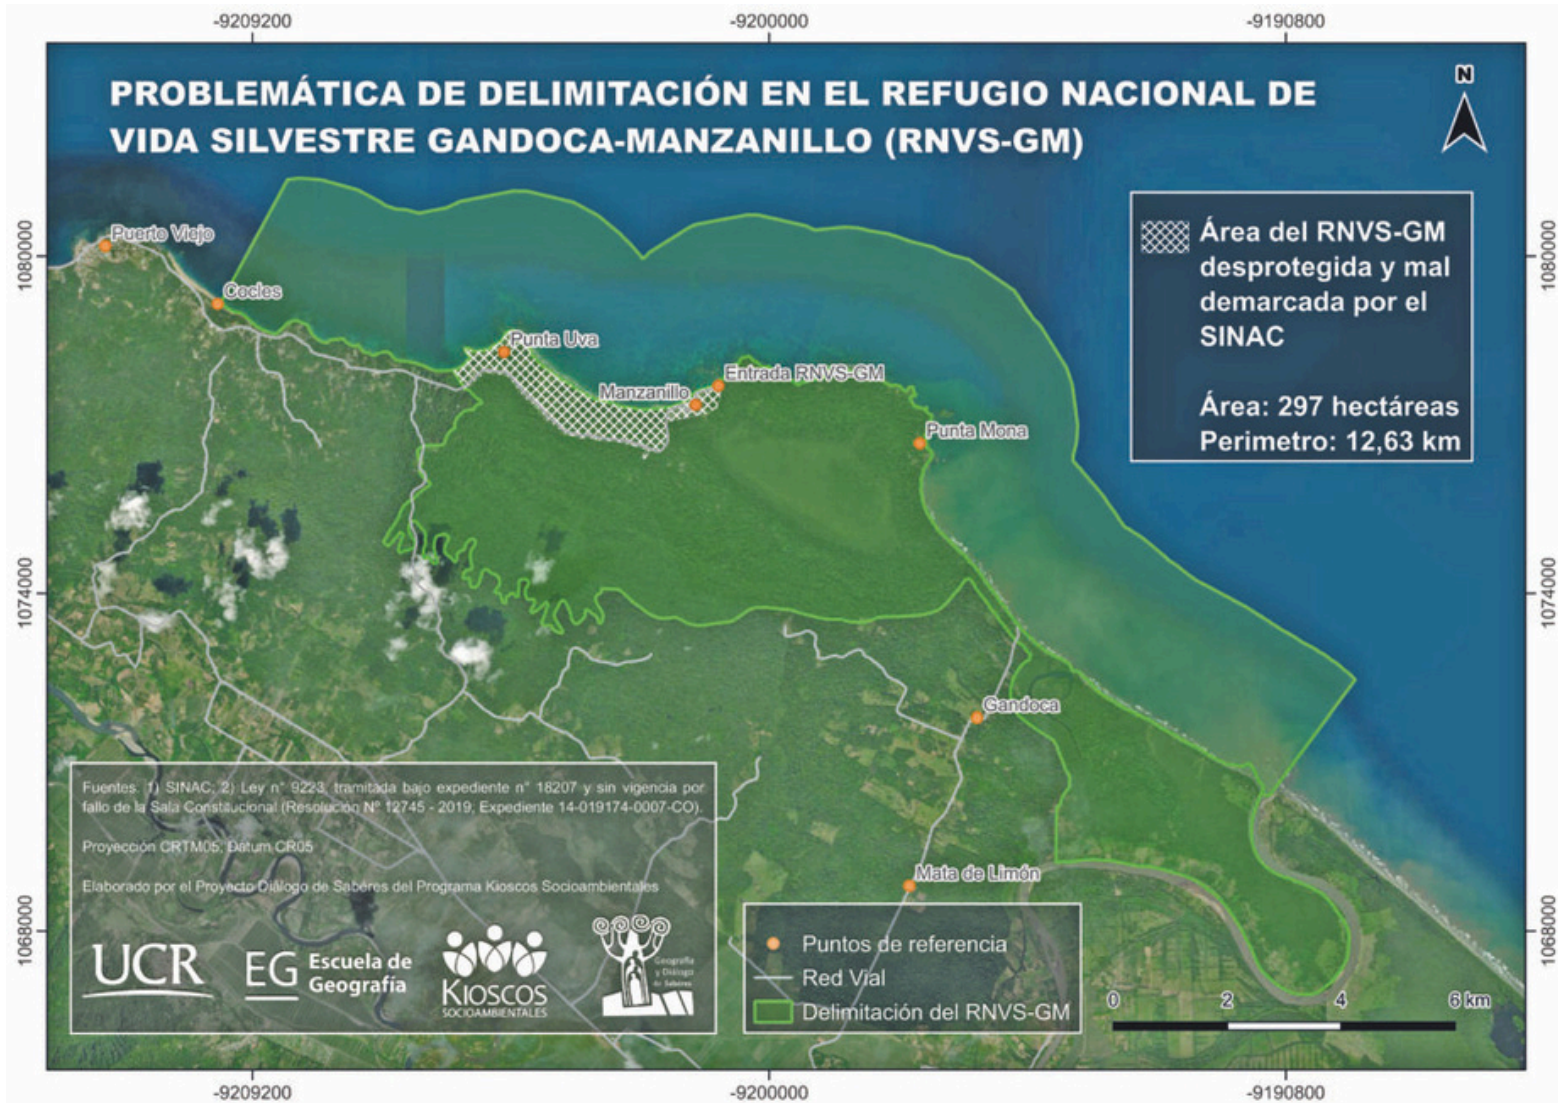 -9209200
-9200000
-9190800
PROBLEMÁTICA DE DELIMITACIÓN EN EL REFUGIO NACIONAL DE
VIDA SILVESTRE GANDOCA-MANZANILLO (RNVS-GM)
N
1080000
1080000
Puerto Viejo
Cocles
Punta Uva
Manzanillo
Entrada RNVS-GM
Punta Mona
Área del RNVS-GM
desprotegida y mal
demarcada por el
SINAC
Área: 297 hectáreas
Perimetro: 12,63 km
1074000
1074000
Gandoca
Mata de Limón
Fuentes: 1) SINAC, 2) Ley n° 9223, tramitada bajo expediente n° 18207 y sin vigencia por
fallo de la Sala Constitucional (Resolución N° 12745 - 2019, Expediente 14-019174-0007-CO).
Proyección CRTM05, Datum CR05
Elaborado por el Proyecto Diálogo de Saberes del Programa Kioscos Socioambientales
UCR
EG
Escuela de
Geografía
KIOSCOS
SOCIOAMBIENTALES
Geografía
y Diálogo
de Saberes
Puntos de referencia
Red Vial
Delimitación del RNVS-GM
0 2 4 6 km
1068000
1068000
-9209200
-9200000
-9190800